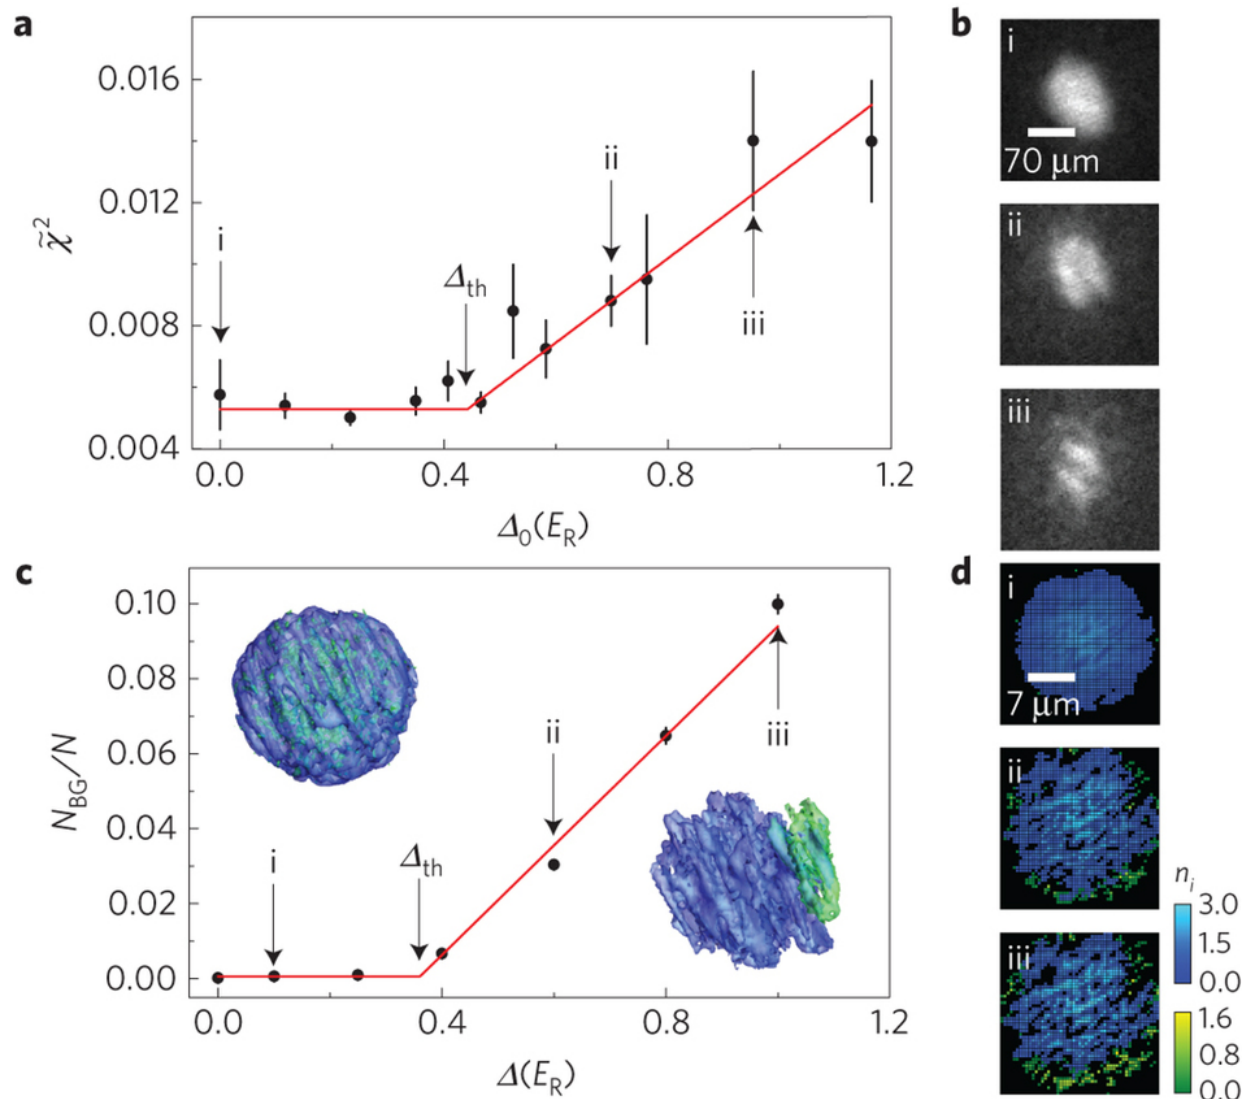 a
0.016
0.012
0.008
0.004
χ̃²
i
Δth
ii
iii
0.0
0.4
0.8
1.2
Δ0(ER)
b
i
70 μm
ii
iii
c
0.10
0.08
0.06
0.04
0.02
0.00
NBG/N
i
Δth
ii
iii
0.0
0.4
0.8
1.2
Δ(ER)
d
i
7 μm
ii
iii
ni
3.0
1.5
0.0
1.6
0.8
0.0